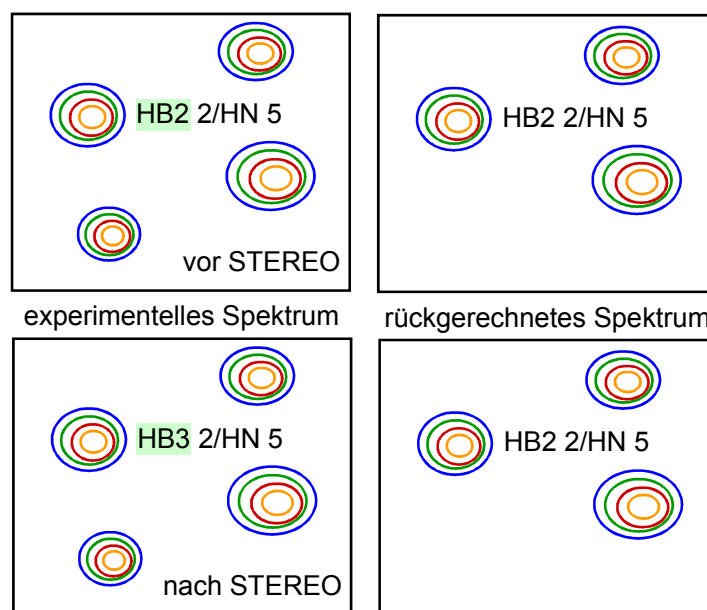 HB2 2/HN 5
HB2 2/HN 5
vor STEREO
experimentelles Spektrum
rückgerechnetes Spektrum
HB3 2/HN 5
HB2 2/HN 5
nach STEREO